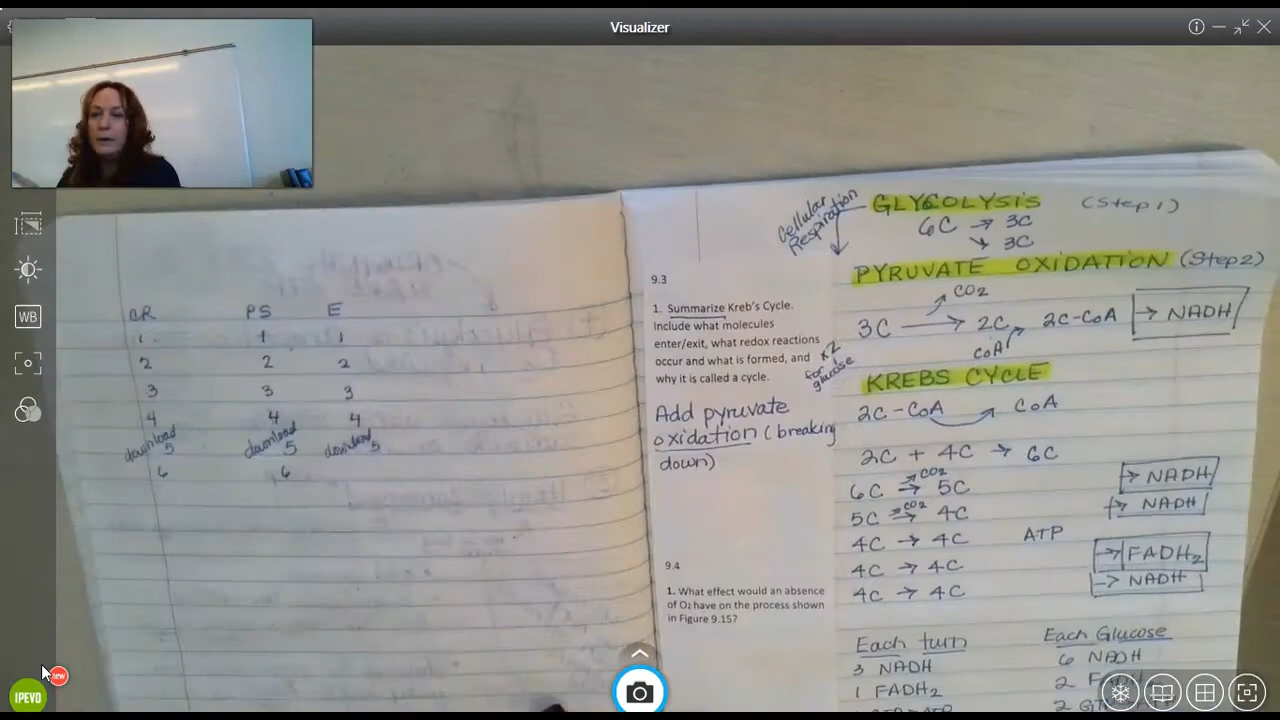 Visualizer
CR PS E
1. 1 1
2 2 2
3 3 3
4 4 4
download download download
5 5 5
6 6
Cellular
Respiration
GLYCOLYSIS (Step 1)
6C → 3C
↘ 3C
PYRUVATE OXIDATION (Step 2)
CO2
3C → 2C 2C-CoA → NADH
CoA
x2
for
glucose
9.3
1. Summarize Kreb's Cycle.
Include what molecules
enter/exit, what redox reactions
occur and what is formed, and
why it is called a cycle.
Add pyruvate
oxidation (breaking
down)
KREBS CYCLE
2C-CoA → CoA
2C + 4C → 6C
CO2
6C → 5C → NADH
CO2
5C → 4C → NADH
4C → 4C ATP
4C → 4C → FADH2
4C → 4C → NADH
9.4
1. What effect would an absence
of O2 have on the process shown
in Figure 9.15?
Each turn Each Glucose
3 NADH 6 NADH
1 FADH2 2
new
IPEVO
WB